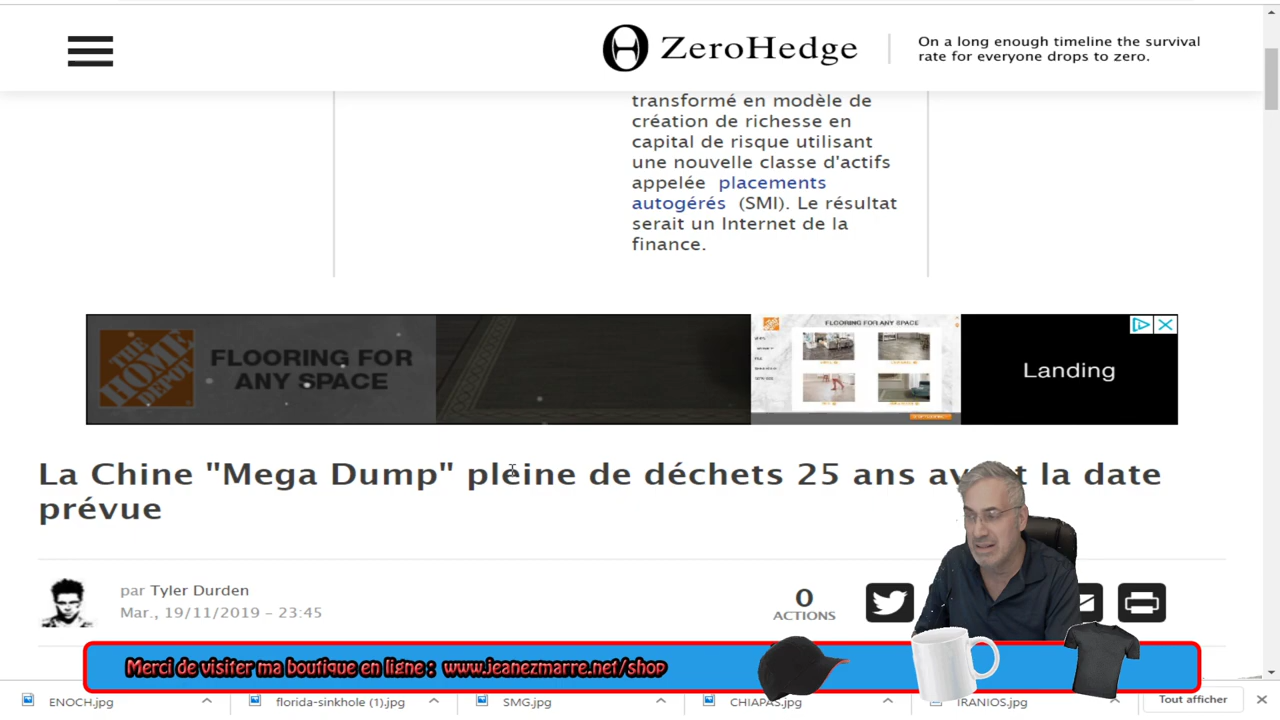 ZeroHedge
On a long enough timeline the survival
rate for everyone drops to zero.
transformé en modèle de
création de richesse en
capital de risque utilisant
une nouvelle classe d'actifs
appelée placements
autogérés (SMI). Le résultat
serait un Internet de la
finance.
THE HOME DEPOT
FLOORING FOR
ANY SPACE
FLOORING FOR ANY SPACE
Landing
La Chine "Mega Dump" pleine de déchets 25 ans la date
prévue
par Tyler Durden
Mar., 19/11/2019 – 23:45
0
ACTIONS
Merci de visiter ma boutique en ligne : www.jeanezmarre.net/shop
ENOCH.jpg
florida-sinkhole (1).jpg
SMG.jpg
CHIAPAS.jpg
IRANIOS.jpg
Tout afficher